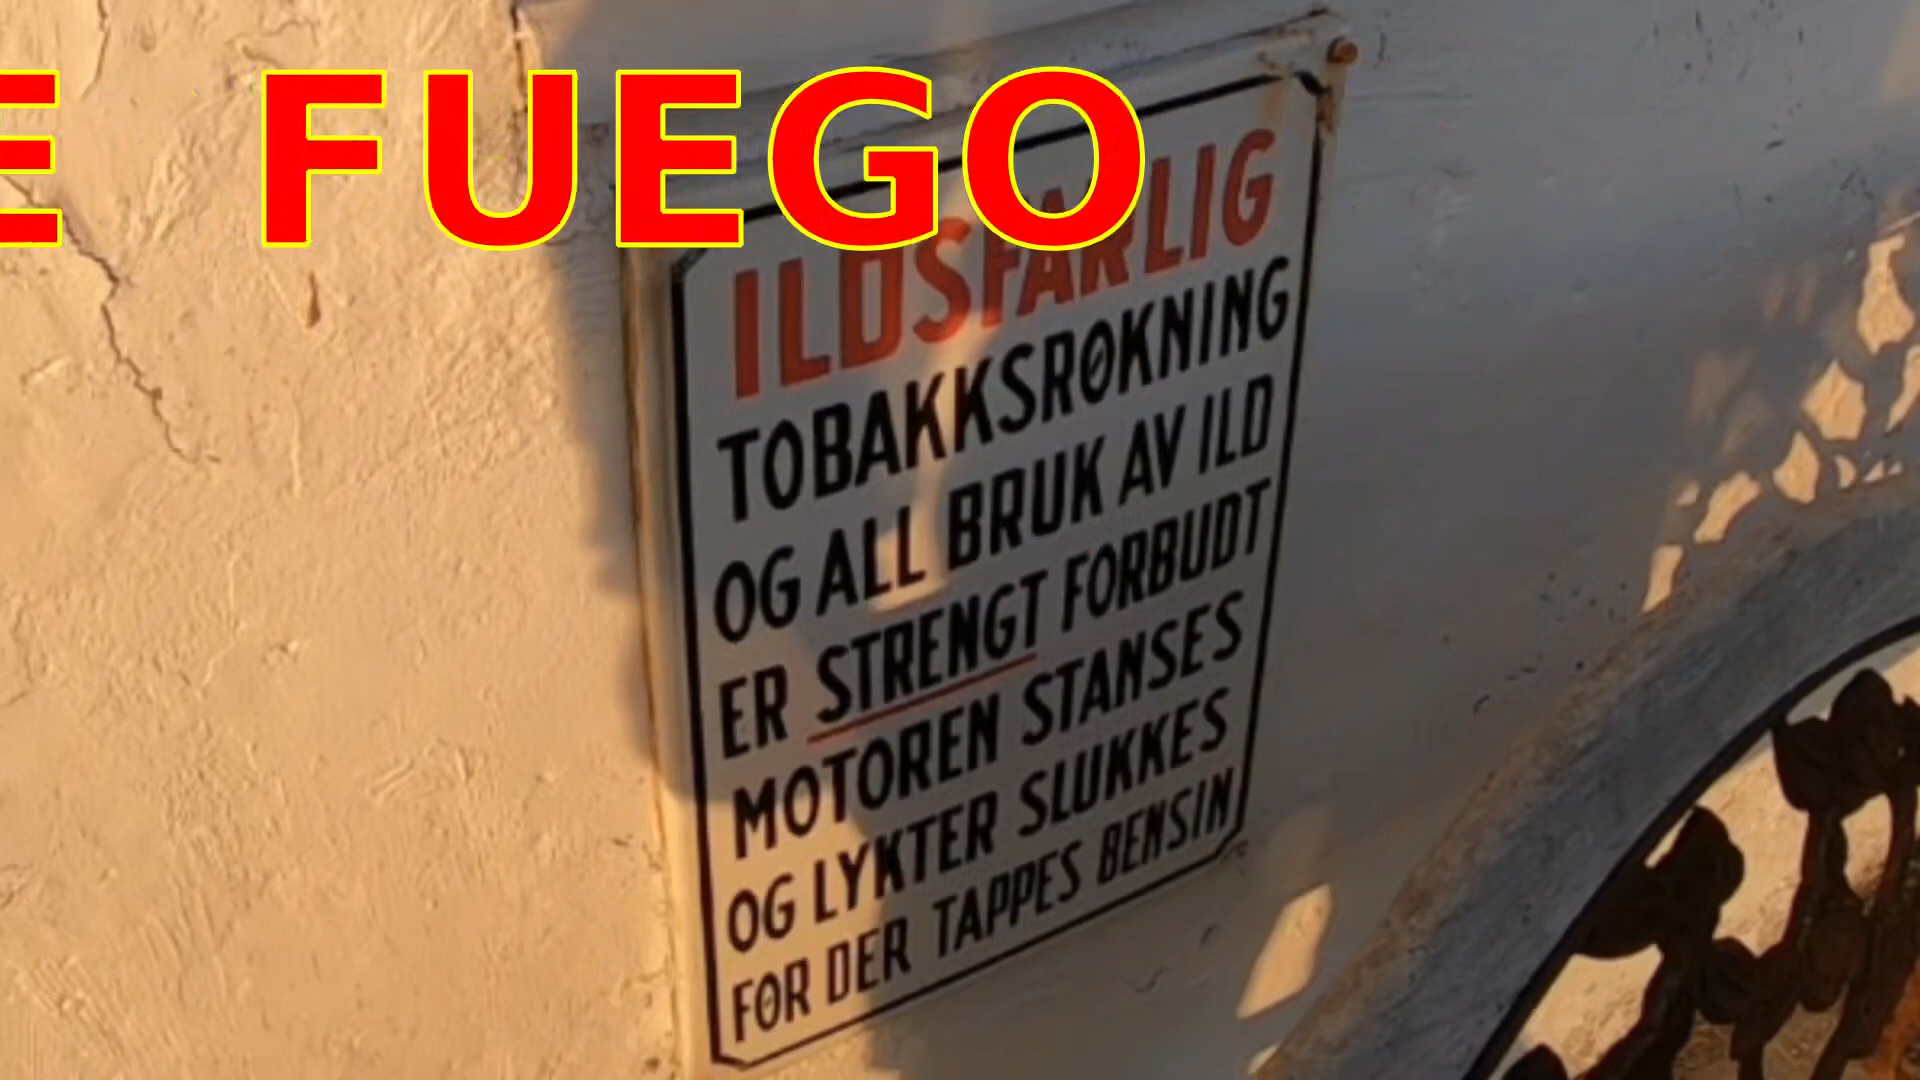 E FUEGO
ILDSFARLIG
TOBAKKSRØKNING
OG ALL BRUK AV ILD
ER STRENGT FORBUDT
MOTOREN STANSES
OG LYKTER SLUKKES
FØR DER TAPPES BENSIN